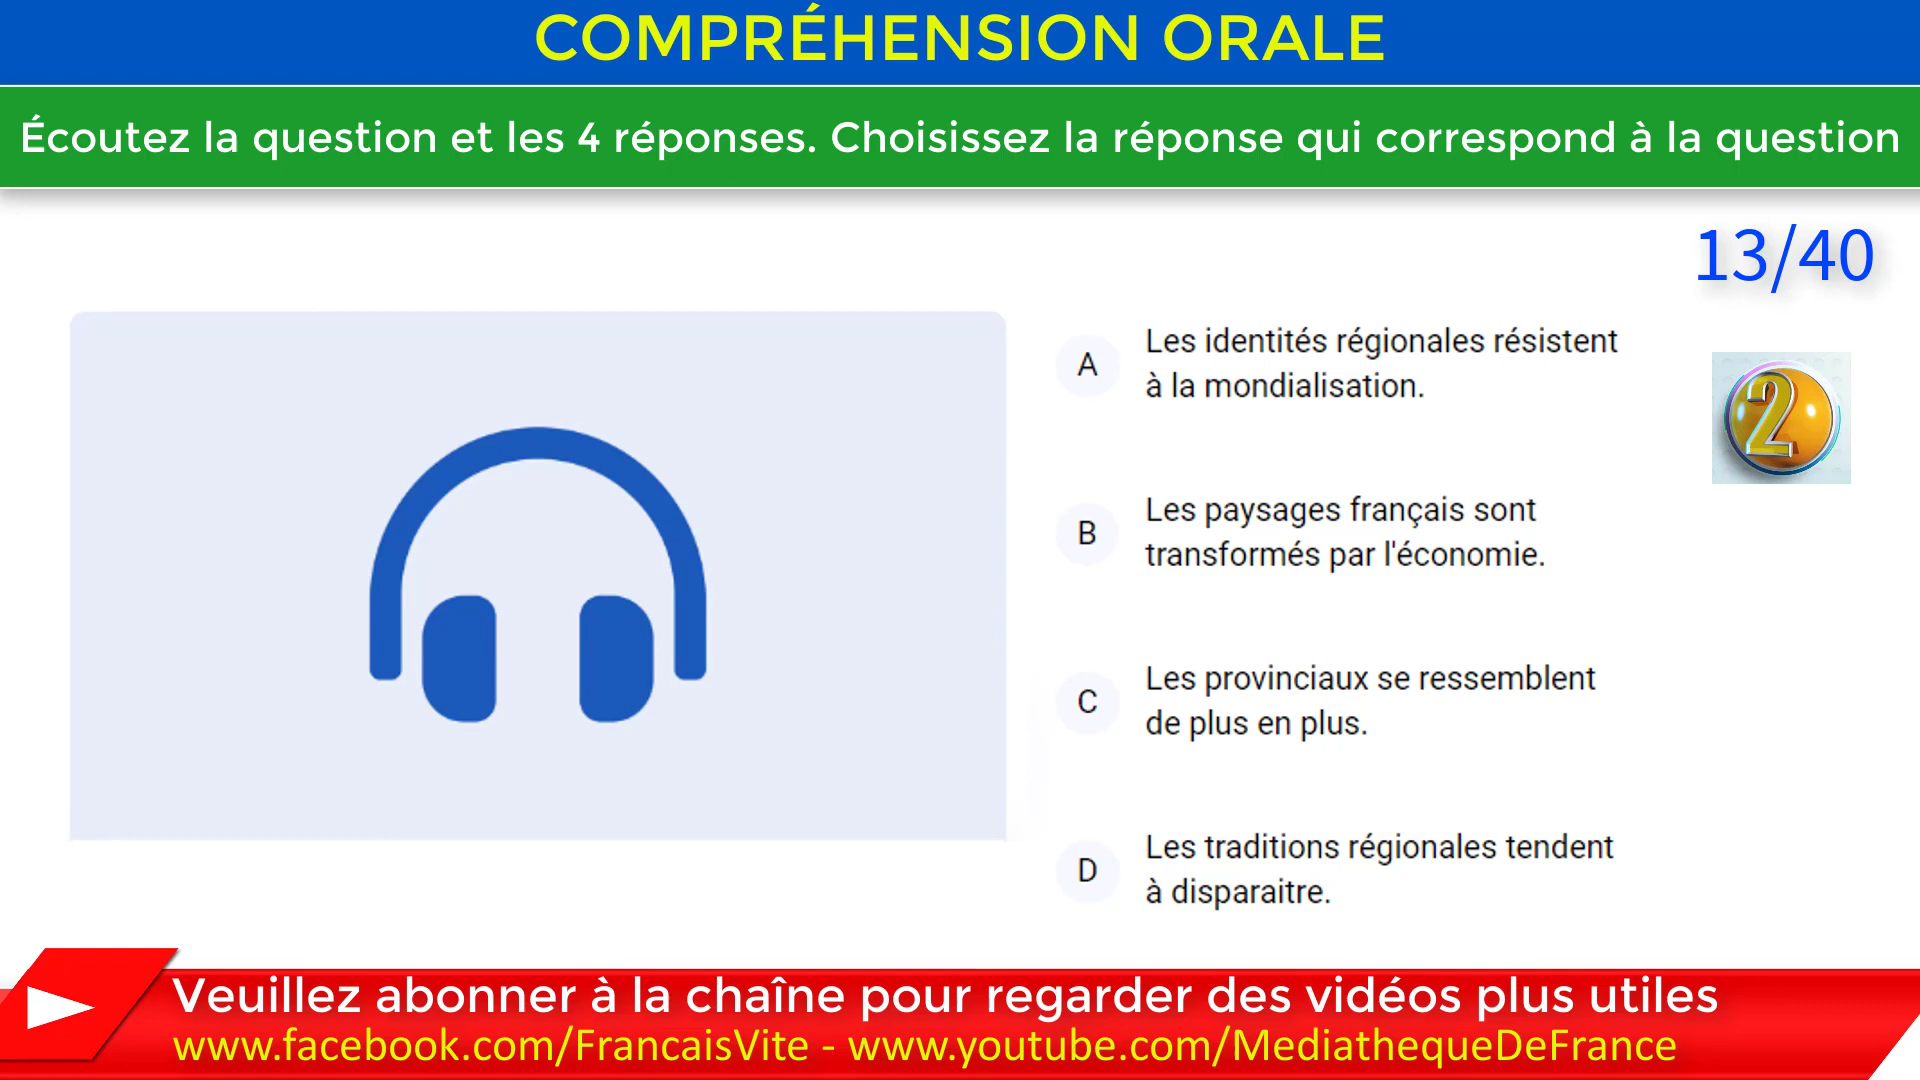 COMPRÉHENSION ORALE
Écoutez la question et les 4 réponses. Choisissez la réponse qui correspond à la question
13/40
A
Les identités régionales résistent
à la mondialisation.
2
B
Les paysages français sont
transformés par l'économie.
C
Les provinciaux se ressemblent
de plus en plus.
D
Les traditions régionales tendent
à disparaitre.
Veuillez abonner à la chaîne pour regarder des vidéos plus utiles
www.facebook.com/FrancaisVite - www.youtube.com/MediathequeDeFrance